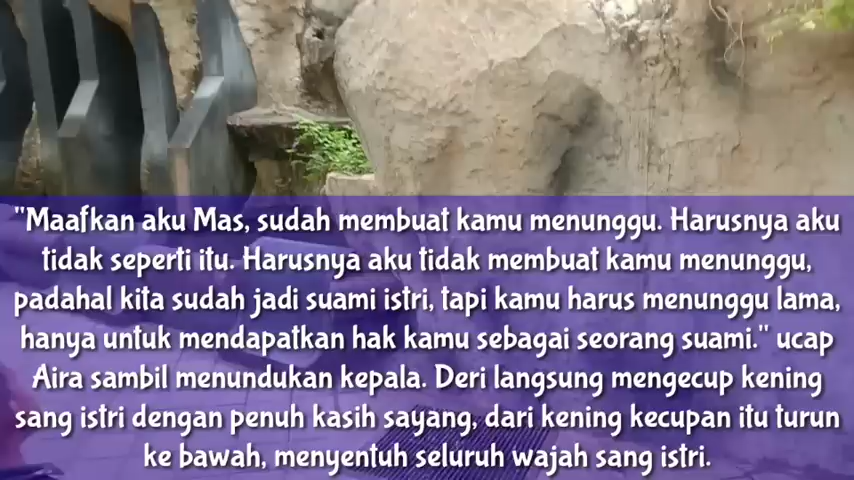 "Maafkan aku Mas, sudah membuat kamu menunggu. Harusnya aku
tidak seperti itu. Harusnya aku tidak membuat kamu menunggu,
padahal kita sudah jadi suami istri, tapi kamu harus menunggu lama,
hanya untuk mendapatkan hak kamu sebagai seorang suami." ucap
Aira sambil menundukan kepala. Deri langsung mengecup kening
sang istri dengan penuh kasih sayang, dari kening kecupan itu turun
ke bawah, menyentuh seluruh wajah sang istri.